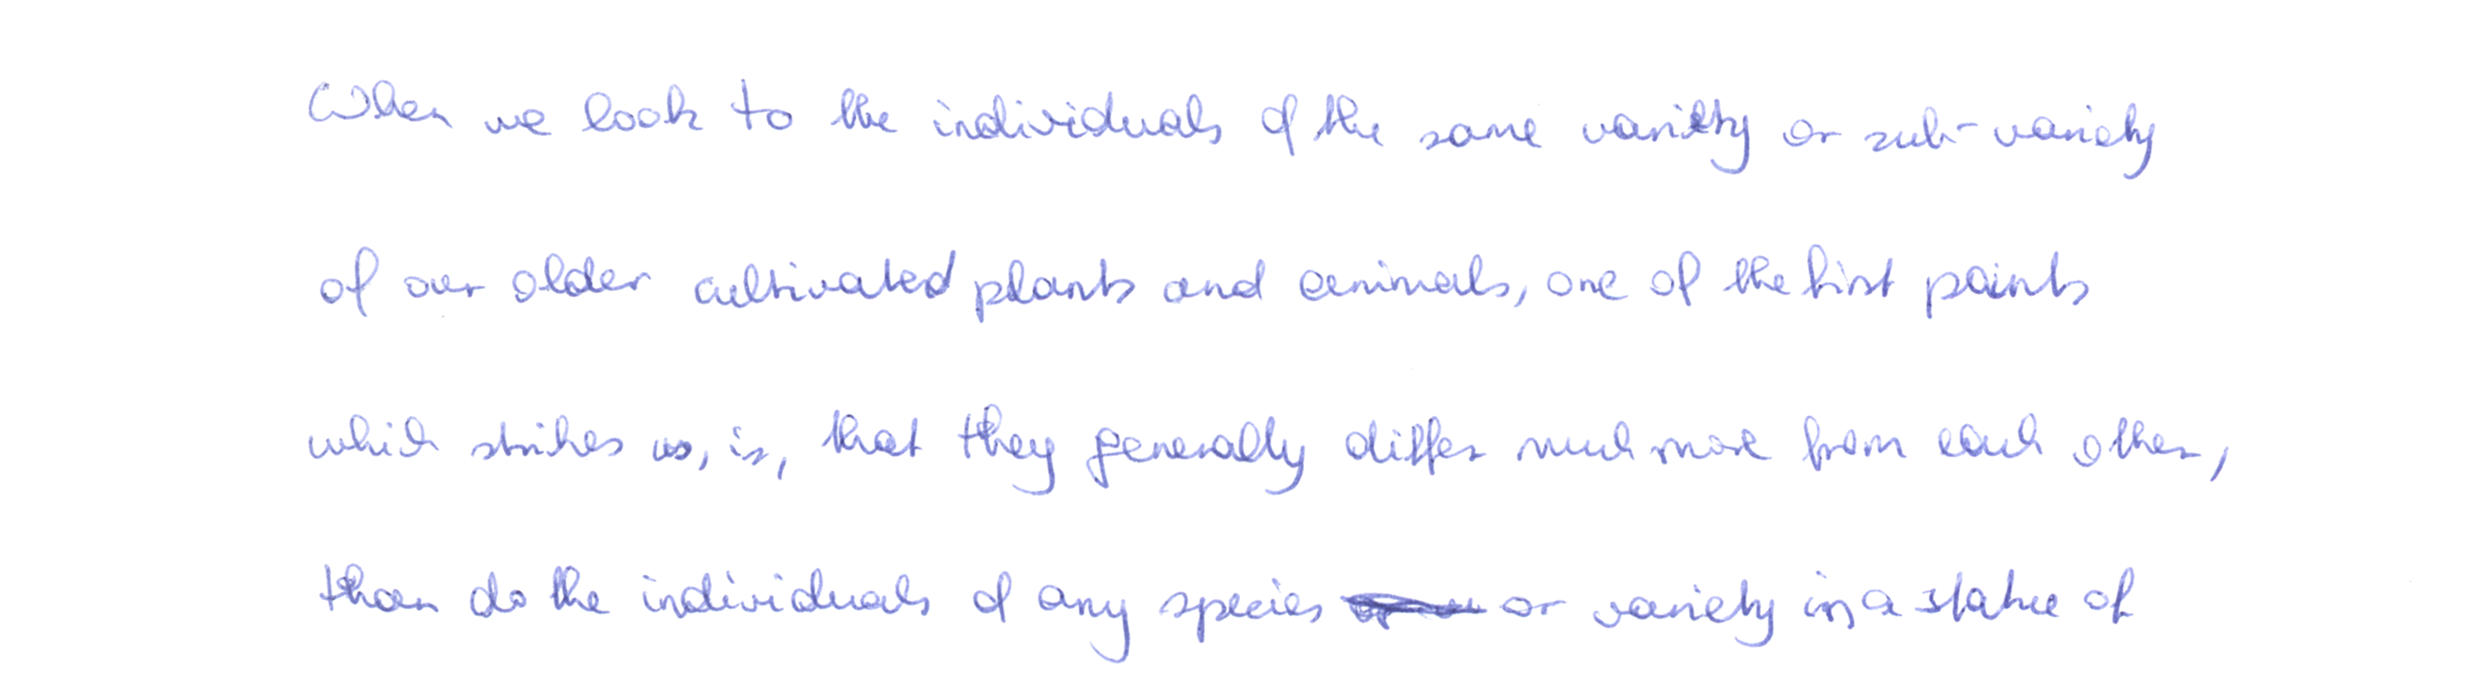 When we look to the individuals of the same variety or sub-variety
of our older cultivated plants and animals, one of the first points
which strikes us, is, that they generally differ much more from each other,
than do the individuals of any species or variety in a statue of